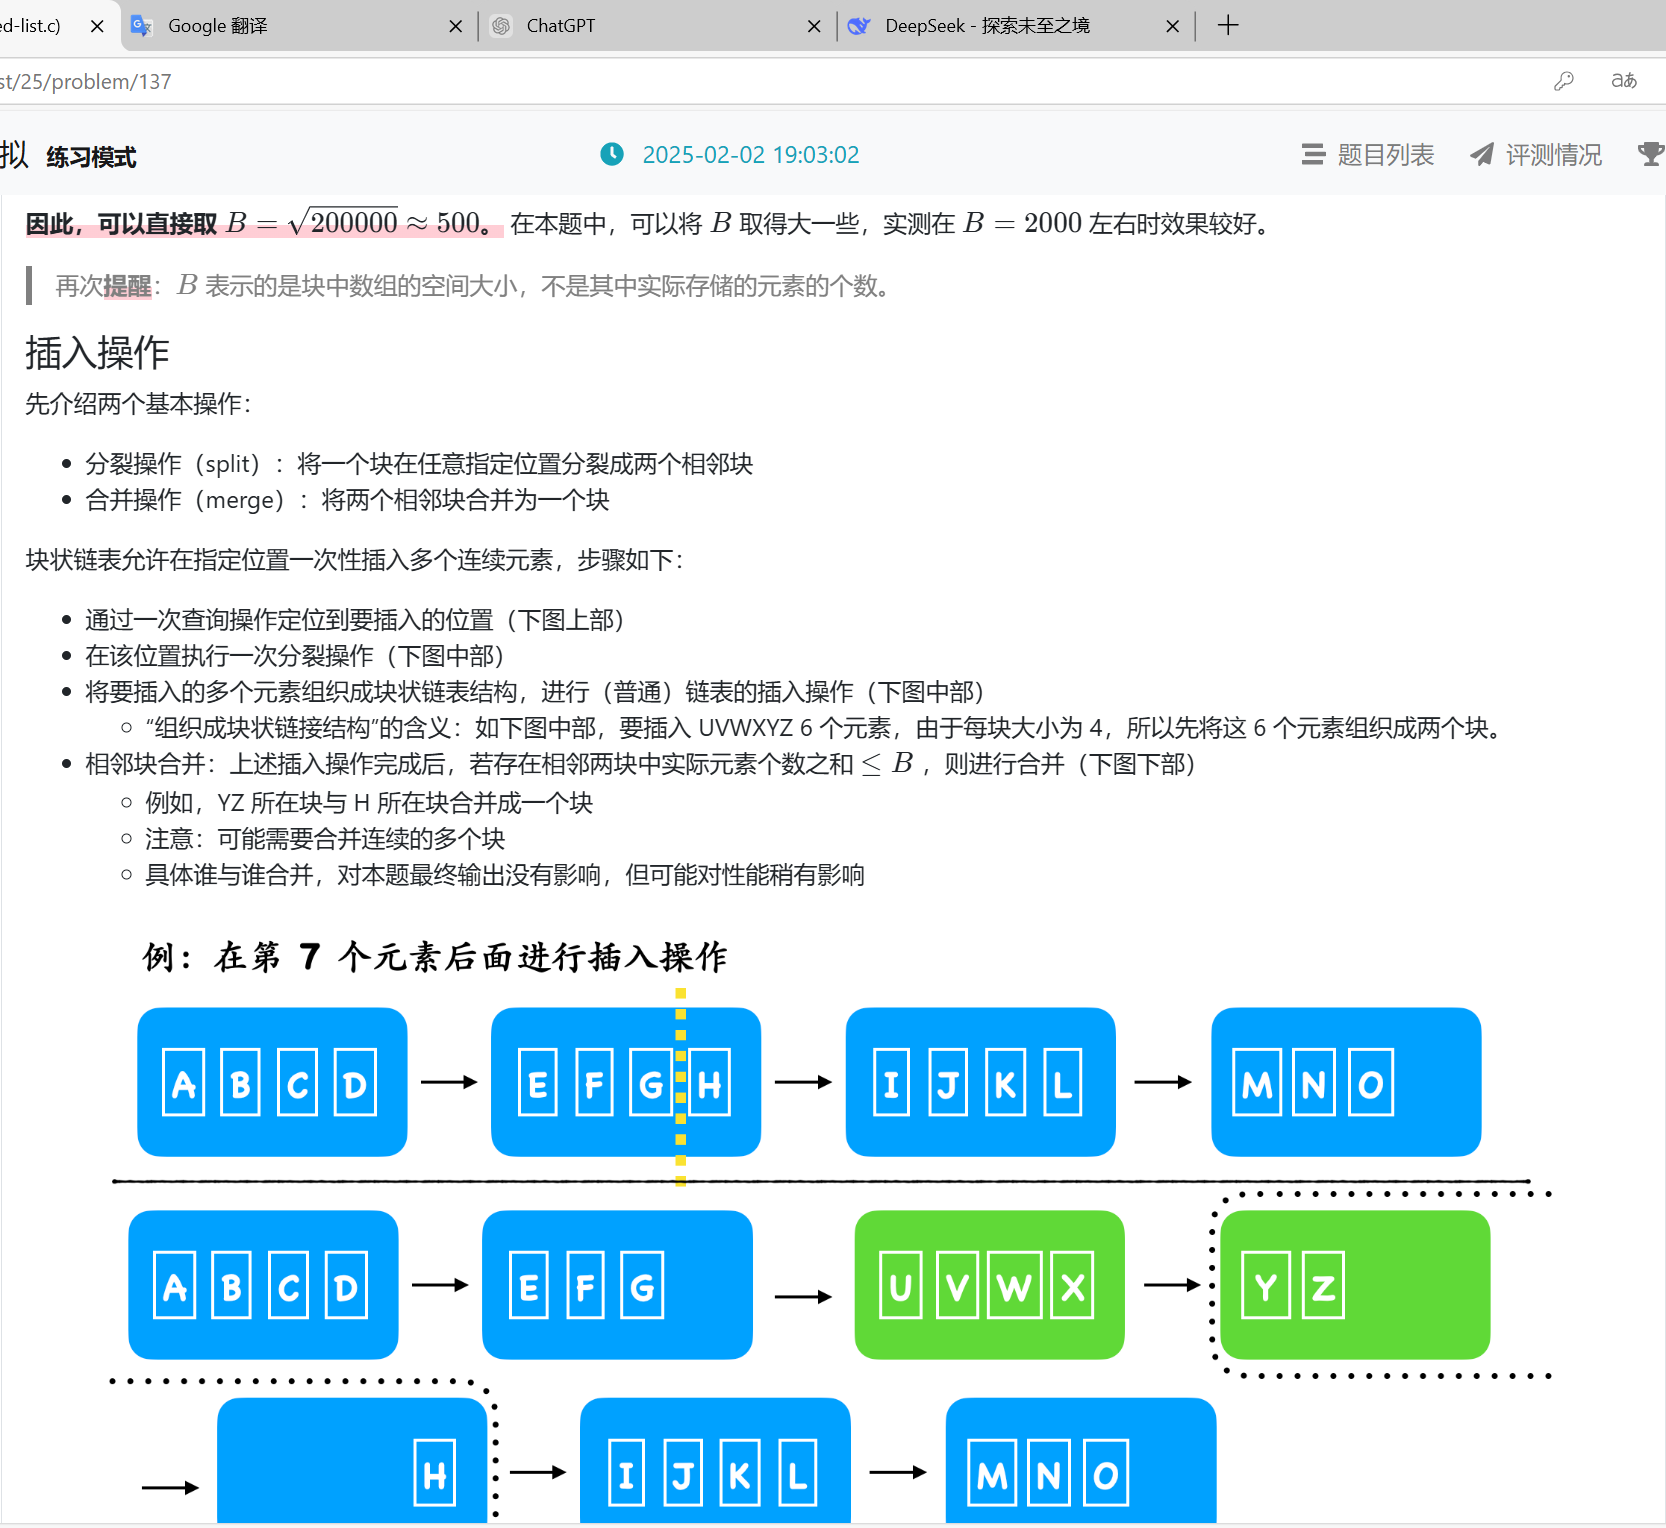 ed-list.c)
Google 翻译
ChatGPT
DeepSeek - 探索未至之境
st/25/problem/137
aあ
拟 练习模式
2025-02-02 19:03:02
题目列表
评测情况
因此，可以直接取 B = √200000 ≈ 500。 在本题中，可以将 B 取得大一些，实测在 B = 2000 左右时效果较好。
再次提醒：B 表示的是块中数组的空间大小，不是其中实际存储的元素的个数。
插入操作
先介绍两个基本操作：
分裂操作（split）：将一个块在任意指定位置分裂成两个相邻块
合并操作（merge）：将两个相邻块合并为一个块
块状链表允许在指定位置一次性插入多个连续元素，步骤如下：
通过一次查询操作定位到要插入的位置（下图上部）
在该位置执行一次分裂操作（下图中部）
将要插入的多个元素组织成块状链表结构，进行（普通）链表的插入操作（下图中部）
“组织成块状链接结构”的含义：如下图中部，要插入 UVWXYZ 6 个元素，由于每块大小为 4，所以先将这 6 个元素组织成两个块。
相邻块合并：上述插入操作完成后，若存在相邻两块中实际元素个数之和 ≤ B ，则进行合并（下图下部）
例如，YZ 所在块与 H 所在块合并成一个块
注意：可能需要合并连续的多个块
具体谁与谁合并，对本题最终输出没有影响，但可能对性能稍有影响
例：在第 7 个元素后面进行插入操作
A B C D E F G H I J K L M N O
A B C D E F G U V W X Y Z
H I J K L M N O